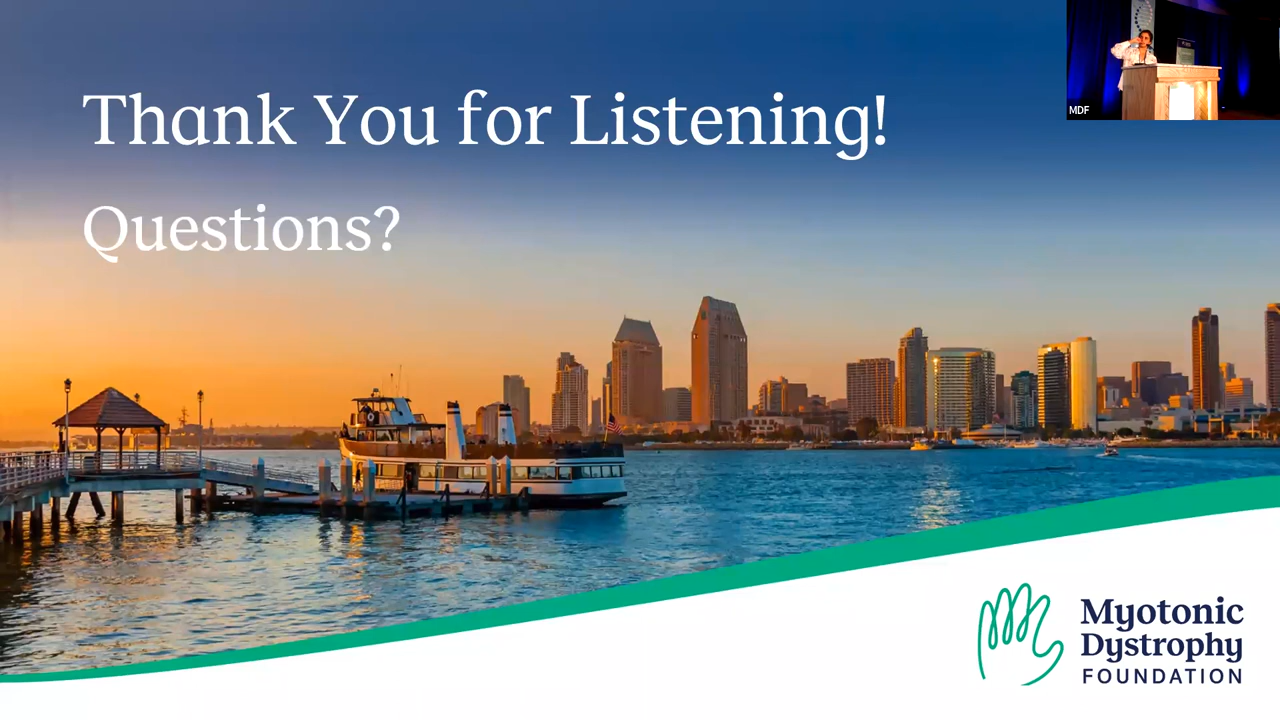 Thank You for Listening!
Questions?
MDF
Myotonic
Dystrophy
FOUNDATION